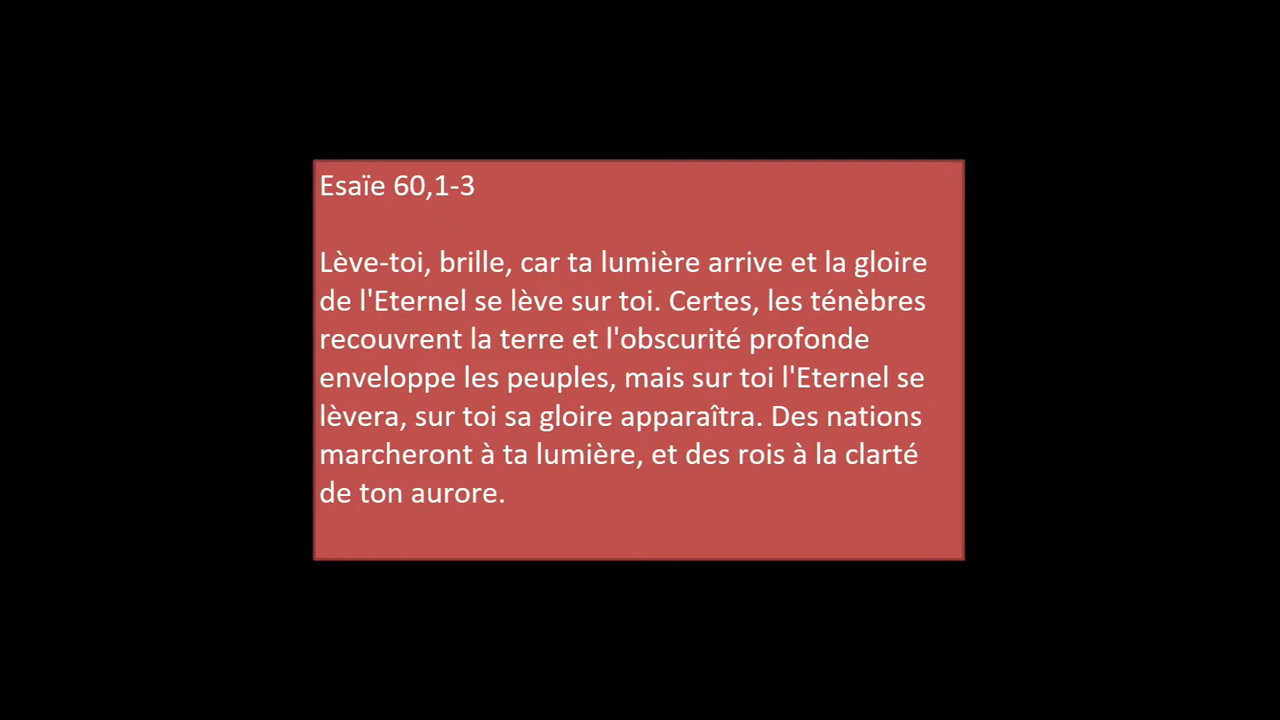 Esaïe 60,1-3
Lève-toi, brille, car ta lumière arrive et la gloire
de l'Eternel se lève sur toi. Certes, les ténèbres
recouvrent la terre et l'obscurité profonde
enveloppe les peuples, mais sur toi l'Eternel se
lèvera, sur toi sa gloire apparaîtra. Des nations
marcheront à ta lumière, et des rois à la clarté
de ton aurore.